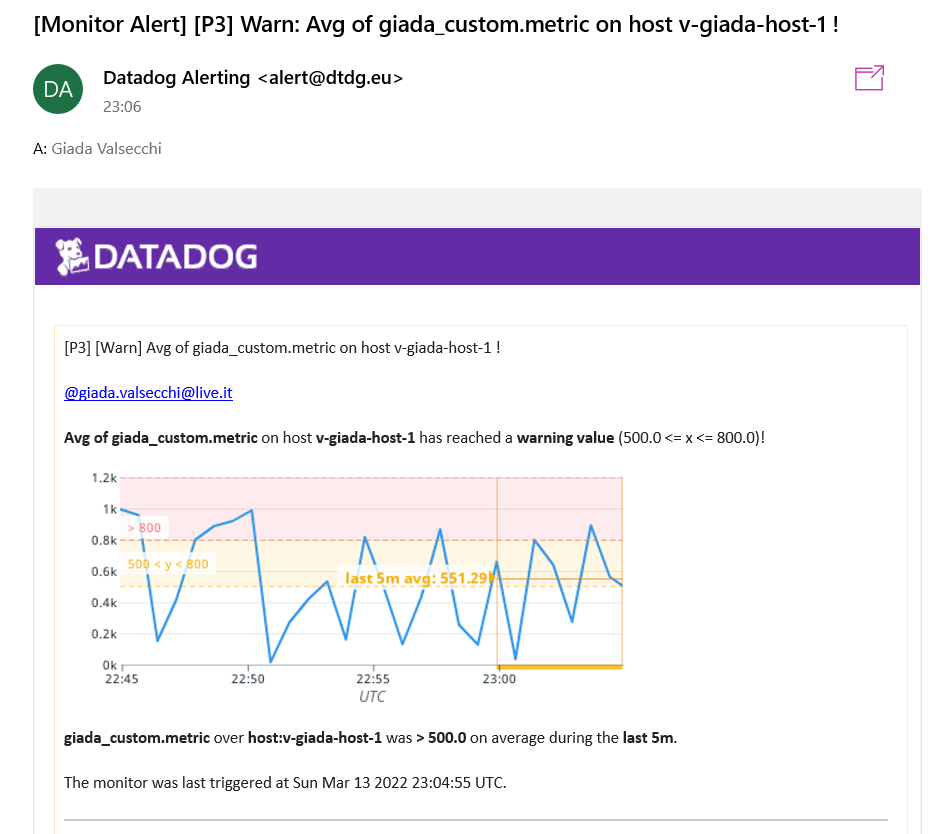 [Monitor Alert] [P3] Warn: Avg of giada_custom.metric on host v-giada-host-1 !
DA
Datadog Alerting <alert@dtdg.eu>
23:06
A: Giada Valsecchi
DATADOG
[P3] [Warn] Avg of giada_custom.metric on host v-giada-host-1 !
@giada.valsecchi@live.it
Avg of giada_custom.metric on host v-giada-host-1 has reached a warning value (500.0 <= x <= 800.0)!
1.2k
1k
> 800
0.8k
500 < y < 800
0.6k
last 5m avg: 551.29
0.4k
0.2k
0k
22:45 22:50 22:55 23:00
UTC
giada_custom.metric over host:v-giada-host-1 was > 500.0 on average during the last 5m.
The monitor was last triggered at Sun Mar 13 2022 23:04:55 UTC.